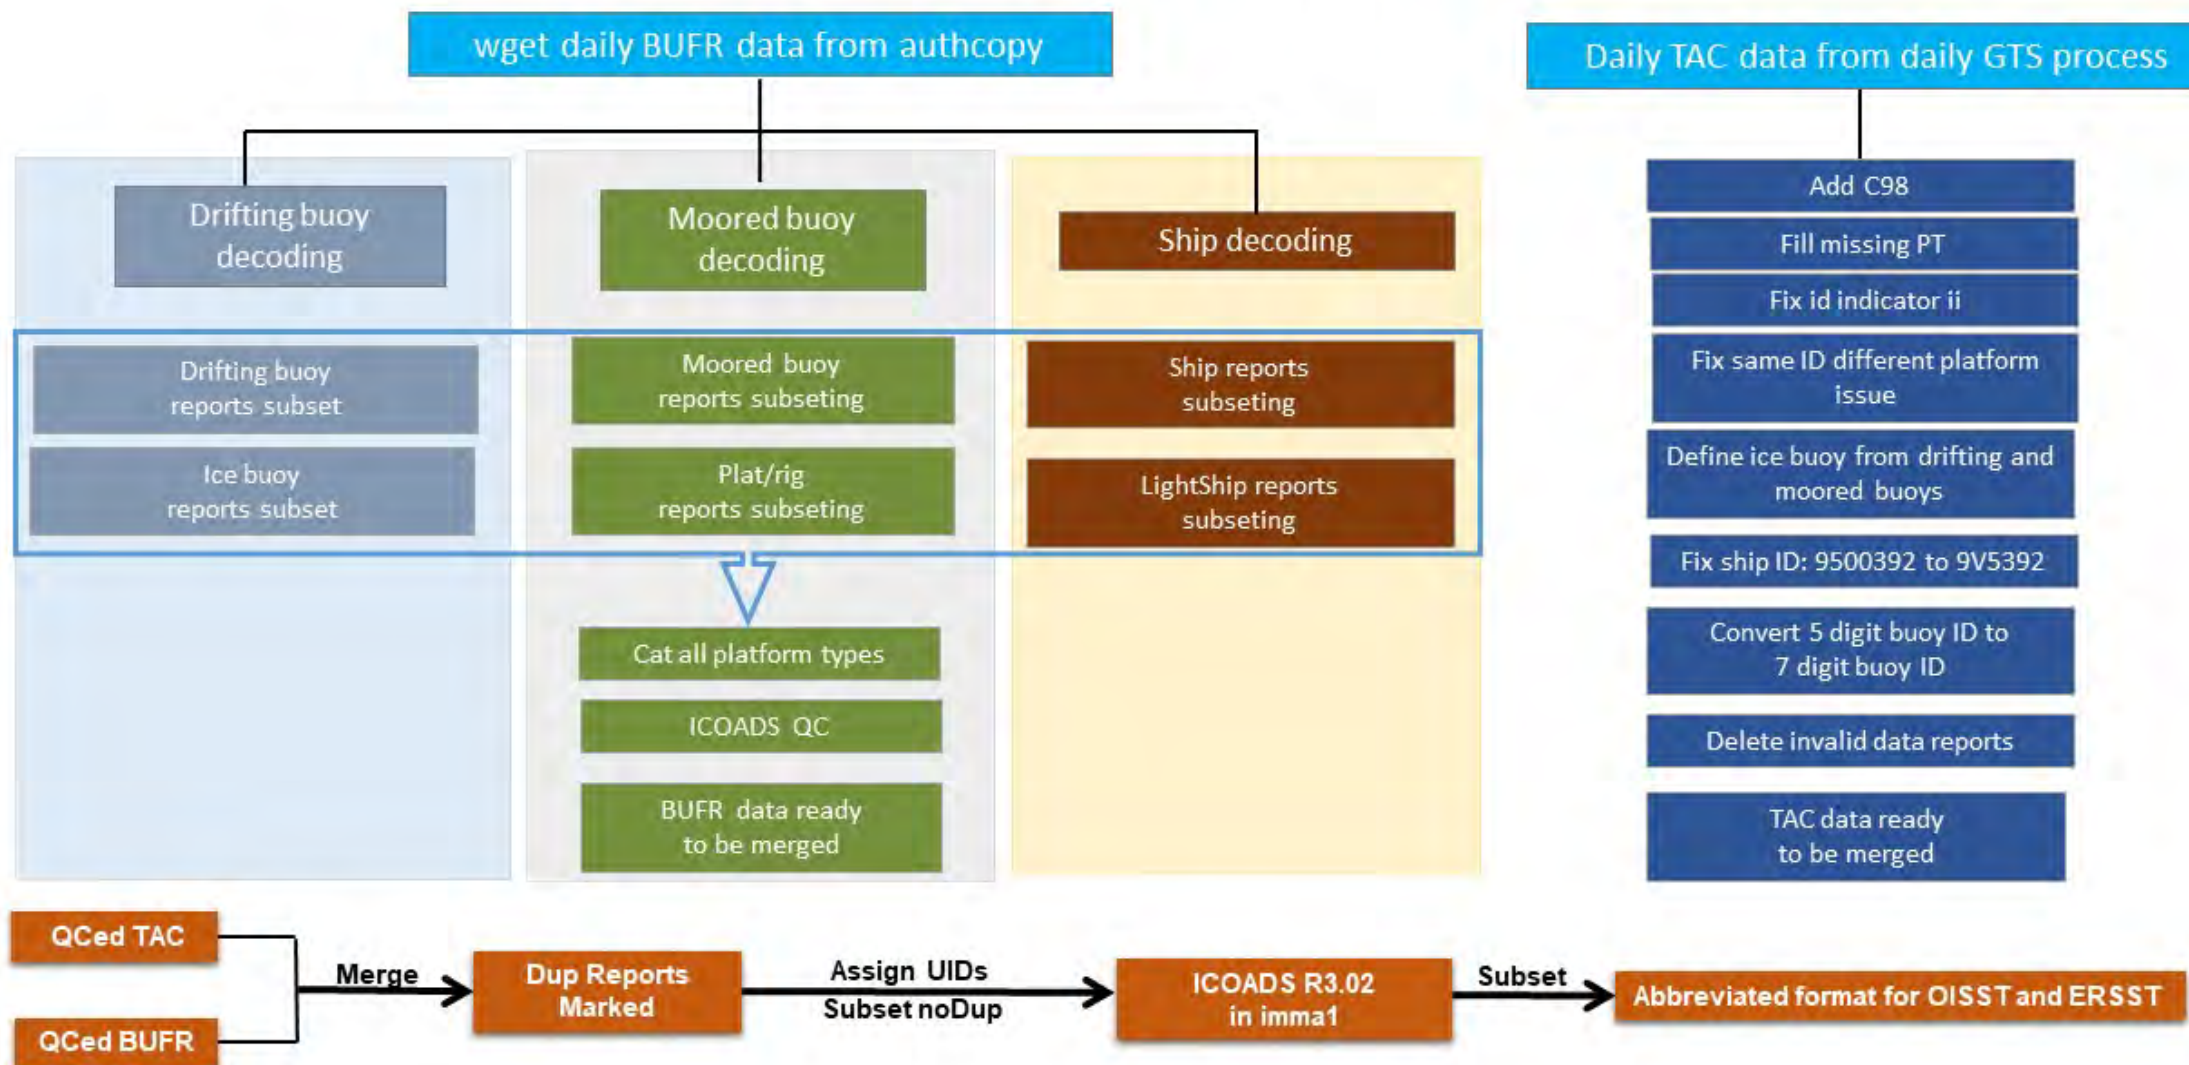 wget daily BUFR data from authcopy
Daily TAC data from daily GTS process
Drifting buoy
decoding
Moored buoy
decoding
Ship decoding
Drifting buoy
reports subset
Moored buoy
reports subseting
Ship reports
subseting
Ice buoy
reports subset
Plat/rig
reports subseting
LightShip reports
subseting
Cat all platform types
ICOADS QC
BUFR data ready
to be merged
Add C98
Fill missing PT
Fix id indicator ii
Fix same ID different platform
issue
Define ice buoy from drifting and
moored buoys
Fix ship ID: 9500392 to 9V5392
Convert 5 digit buoy ID to
7 digit buoy ID
Delete invalid data reports
TAC data ready
to be merged
QCed TAC
QCed BUFR
Merge
Dup Reports
Marked
Assign UIDs
Subset noDup
ICOADS R3.02
in imma1
Subset
Abbreviated format for OISST and ERSST